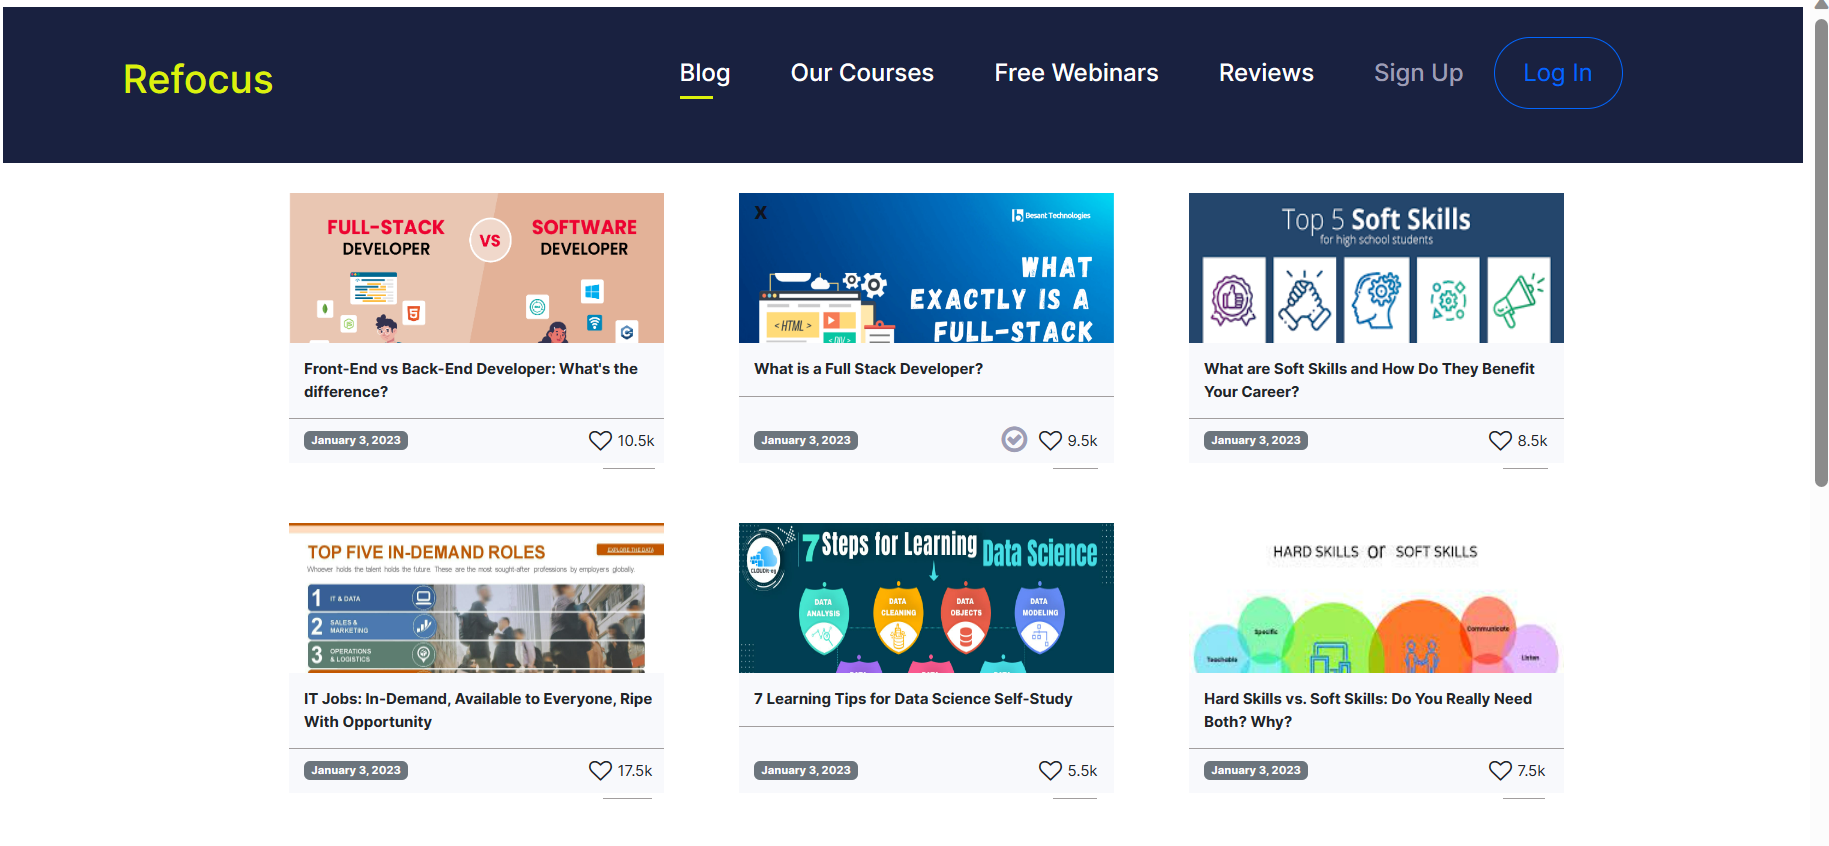 Refocus
Blog
Our Courses
Free Webinars
Reviews
Sign Up
Log In
FULL-STACK
DEVELOPER
VS
SOFTWARE
DEVELOPER
Front-End vs Back-End Developer: What's the
difference?
January 3, 2023
10.5k
X
Besant Technologies
WHAT
EXACTLY IS A
FULL-STACK
<HTML>
<DIV>
What is a Full Stack Developer?
January 3, 2023
9.5k
Top 5 Soft Skills
for high school students
What are Soft Skills and How Do They Benefit
Your Career?
January 3, 2023
8.5k
TOP FIVE IN-DEMAND ROLES
EXPLORE THE DATA
Whoever holds the talent holds the future. These are the most sought-after professions by employers globally.
1 IT & DATA
2 SALES &
MARKETING
3 OPERATIONS
& LOGISTICS
IT Jobs: In-Demand, Available to Everyone, Ripe
With Opportunity
January 3, 2023
17.5k
7 Steps for Learning Data Science
DATA
ANALYSIS
DATA
CLEANING
DATA
OBJECTS
DATA
MODELING
7 Learning Tips for Data Science Self-Study
January 3, 2023
5.5k
HARD SKILLS or SOFT SKILLS
Teachable
Specific
Communicate
Listen
Hard Skills vs. Soft Skills: Do You Really Need
Both? Why?
January 3, 2023
7.5k